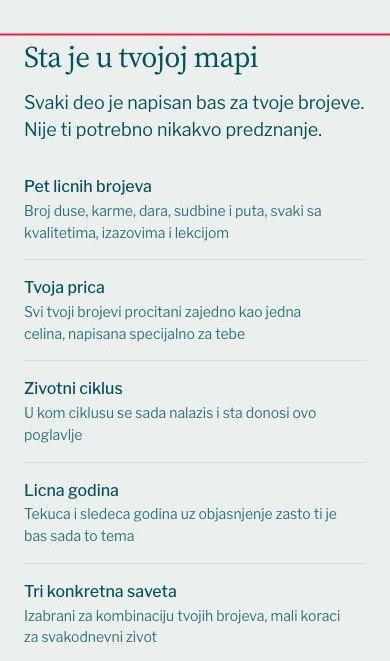 Sta je u tvojoj mapi
Svaki deo je napisan bas za tvoje brojeve.
Nije ti potrebno nikakvo predznanje.
Pet licnih brojeva
Broj duse, karme, dara, sudbine i puta, svaki sa
kvalitetima, izazovima i lekcijom
Tvoja prica
Svi tvoji brojevi procitani zajedno kao jedna
celina, napisana specijalno za tebe
Zivotni ciklus
U kom ciklusu se sada nalazis i sta donosi ovo
poglavlje
Licna godina
Tekuca i sledeca godina uz objasnjenje zasto ti je
bas sada to tema
Tri konkretna saveta
Izabrani za kombinaciju tvojih brojeva, mali koraci
za svakodnevni zivot